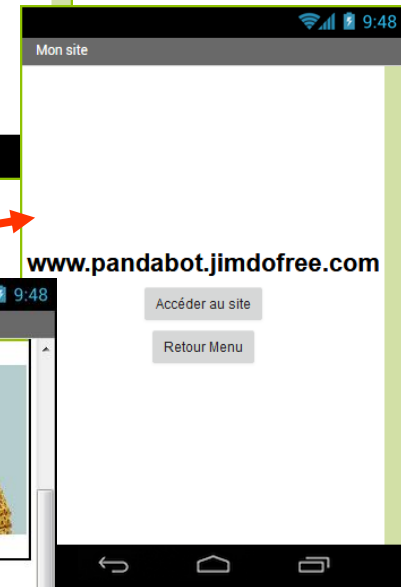 9:48
Mon site
www.pandabot.jimdofree.com
9:48
Accéder au site
Retour Menu